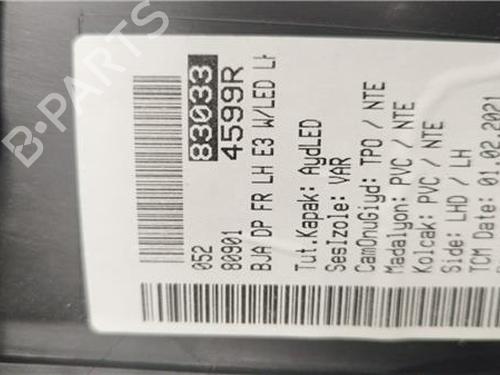 83033
4599R
052
80901
BJA DP FR LH E3 W/LED
Tut.Kapak: AydLED
SesIzole: VAR
CamOnuGiyd: TPO / NTE
Madalyon: PVC / NTE
Kolcak: PVC / NTE
Side: LHD / LH
TCM Date: 01.02.2021
B-PARTS